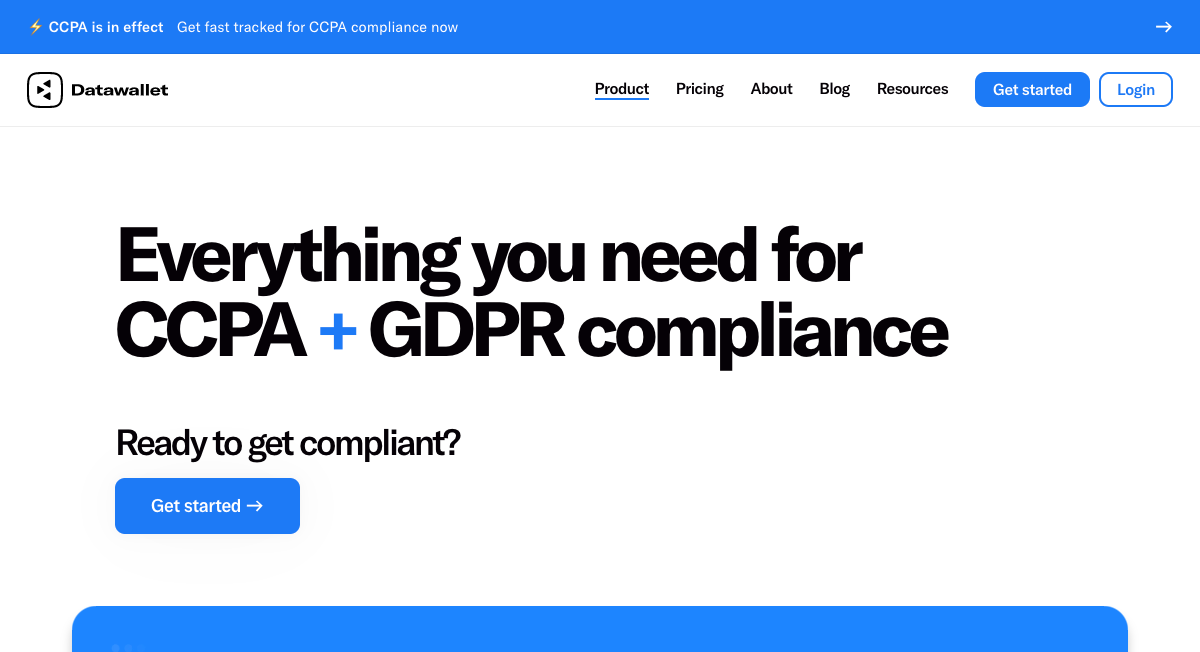 ⚡ CCPA is in effect Get fast tracked for CCPA compliance now →
Datawallet Product Pricing About Blog Resources Get started Login
Everything you need for
CCPA + GDPR compliance
Ready to get compliant?
Get started →